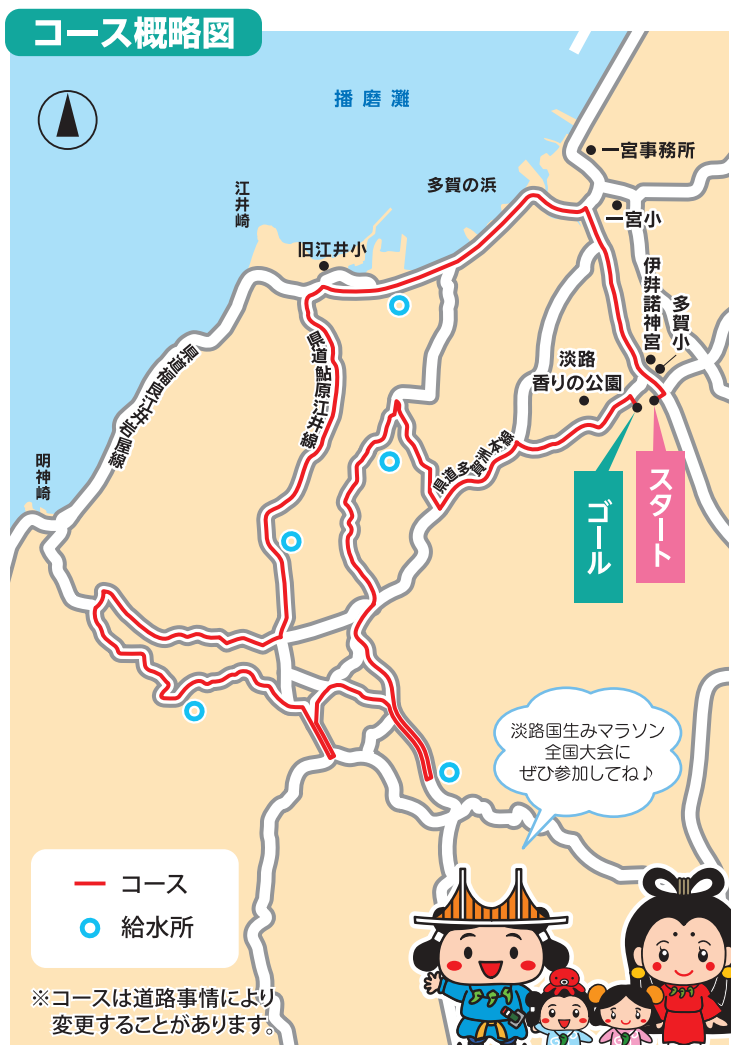 コース概略図
播磨灘
一宮事務所
多賀の浜
江井崎
一宮小
旧江井小
伊弉諾神宮
多賀小
淡路
香りの公園
県道鮎原江井線
県道福良江井岩屋線
県道多賀洲本線
明神崎
スタート
ゴール
淡路国生みマラソン
全国大会に
ぜひ参加してね♪
コース
給水所
※コースは道路事情により
変更することがあります。